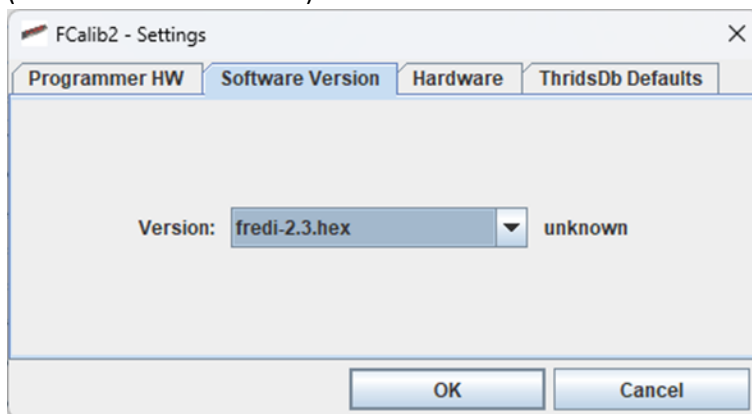 FCalib2 - Settings
Programmer HW Software Version Hardware ThridsDb Defaults
Version: fredi-2.3.hex unknown
OK Cancel